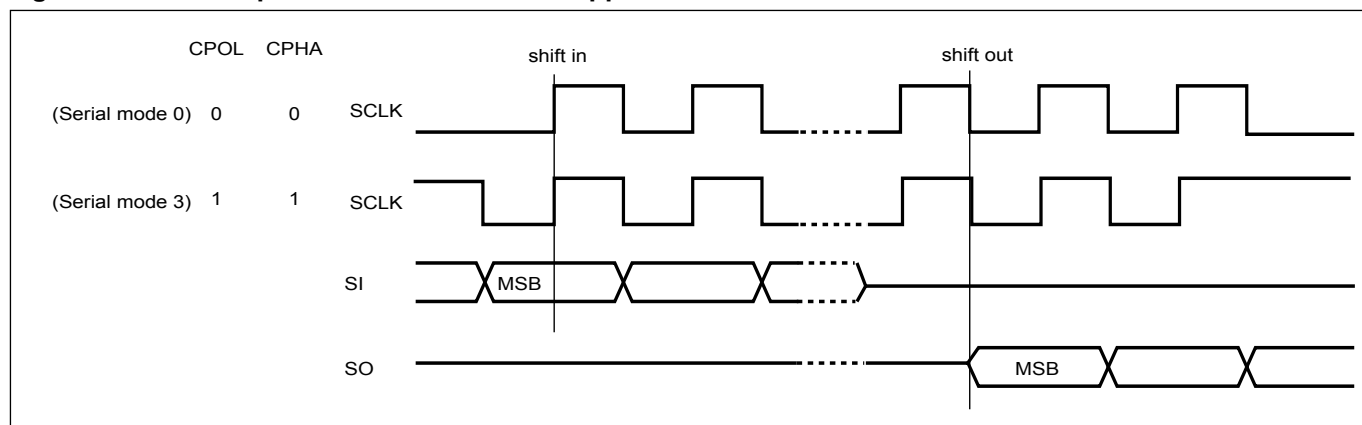 CPOL CPHA
shift in
shift out
(Serial mode 0) 0 0 SCLK
(Serial mode 3) 1 1 SCLK
SI MSB
SO MSB